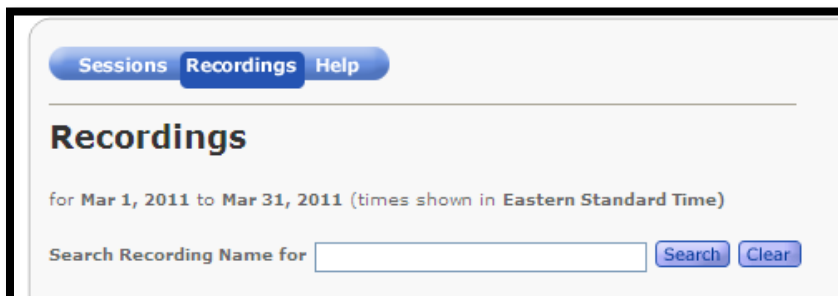 Sessions Recordings Help
Recordings
for Mar 1, 2011 to Mar 31, 2011 (times shown in Eastern Standard Time)
Search Recording Name for Search Clear